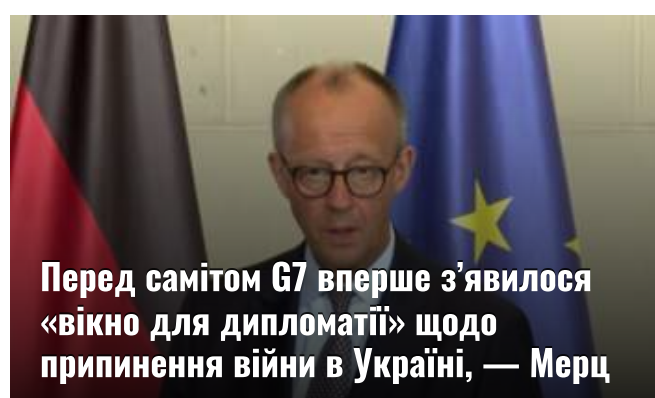 Перед самітом G7 вперше з’явилося
«вікно для дипломатії» щодо
припинення війни в Україні, — Мерц